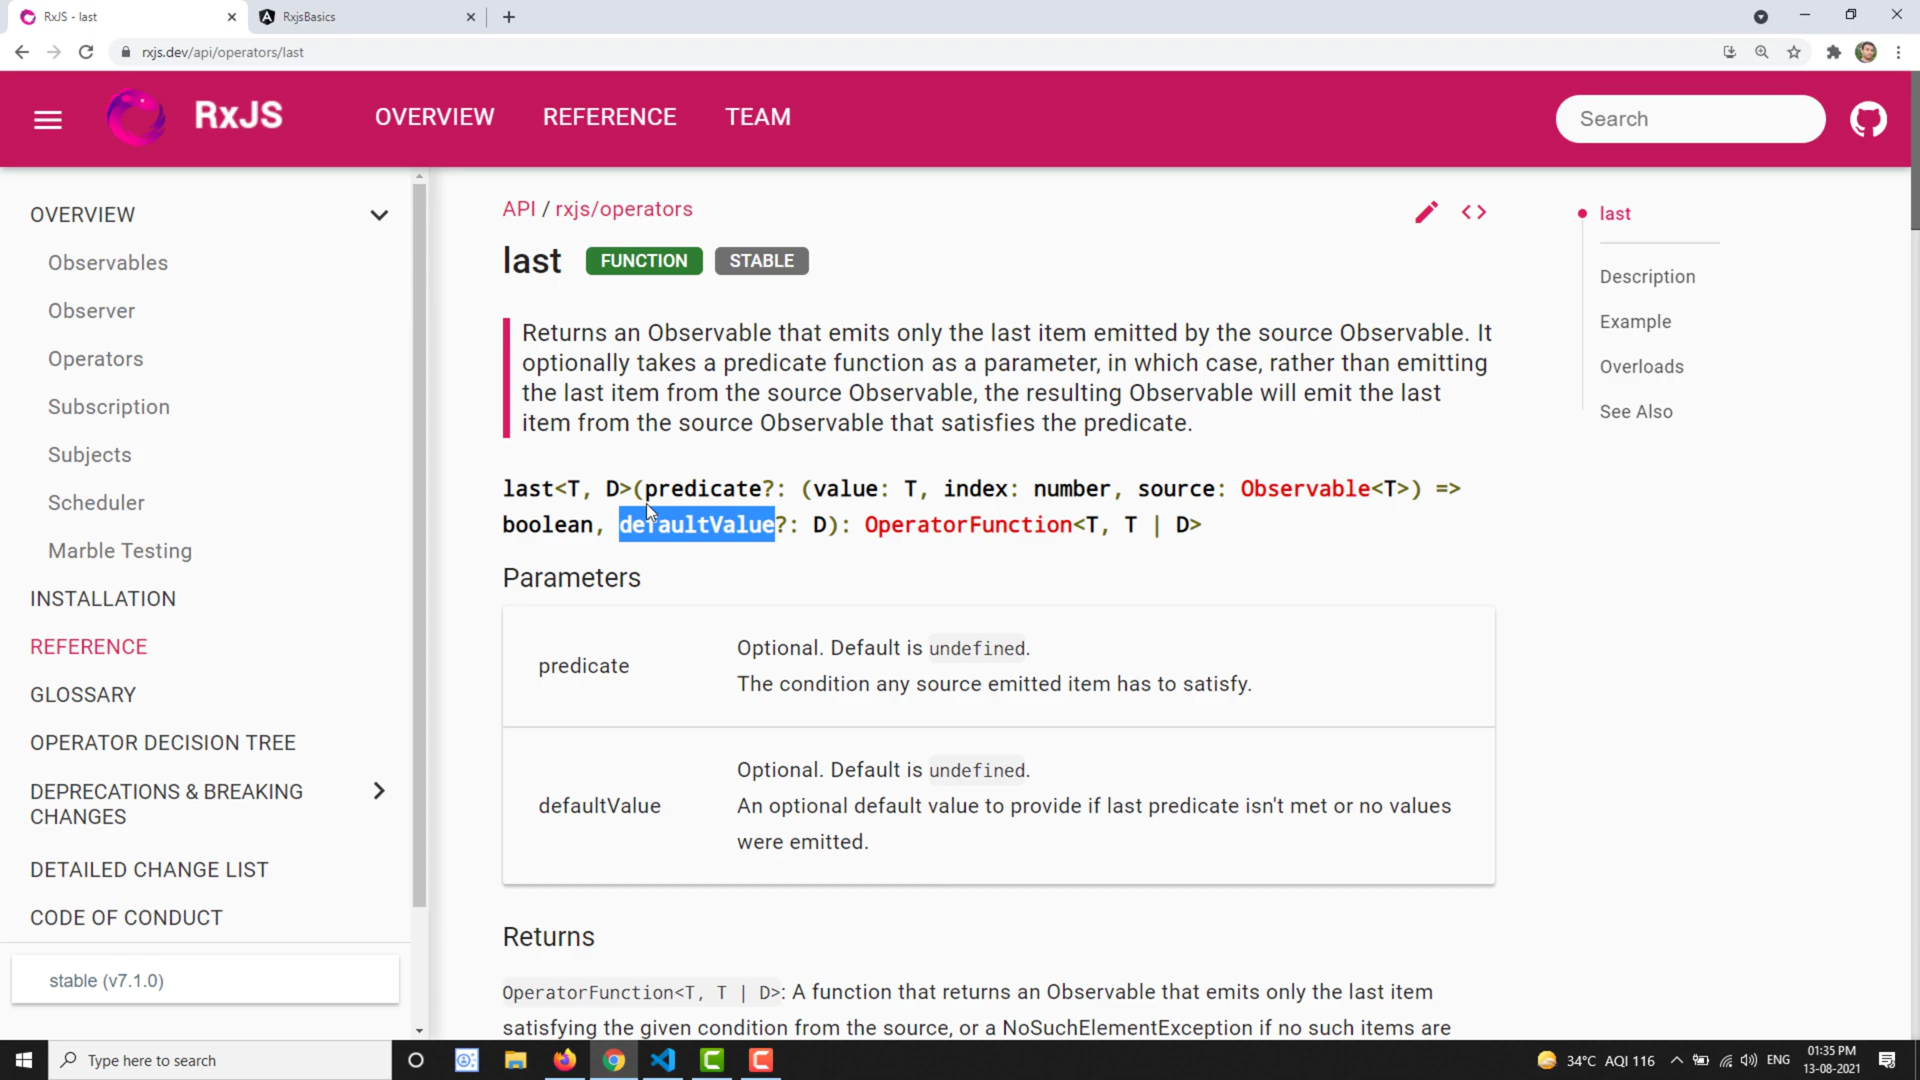 RxJS - last
RxjsBasics
rxjs.dev/api/operators/last
RxJS
OVERVIEW
REFERENCE
TEAM
Search
OVERVIEW
Observables
Observer
Operators
Subscription
Subjects
Scheduler
Marble Testing
INSTALLATION
REFERENCE
GLOSSARY
OPERATOR DECISION TREE
DEPRECATIONS & BREAKING
CHANGES
DETAILED CHANGE LIST
CODE OF CONDUCT
stable (v7.1.0)
API / rxjs/operators
last FUNCTION STABLE
Returns an Observable that emits only the last item emitted by the source Observable. It
optionally takes a predicate function as a parameter, in which case, rather than emitting
the last item from the source Observable, the resulting Observable will emit the last
item from the source Observable that satisfies the predicate.
last<T, D>(predicate?: (value: T, index: number, source: Observable<T>) =>
boolean, defaultValue?: D): OperatorFunction<T, T | D>
Parameters
predicate
Optional. Default is undefined.
The condition any source emitted item has to satisfy.
defaultValue
Optional. Default is undefined.
An optional default value to provide if last predicate isn't met or no values
were emitted.
Returns
OperatorFunction<T, T | D>: A function that returns an Observable that emits only the last item
satisfying the given condition from the source, or a NoSuchElementException if no such items are
last
Description
Example
Overloads
See Also
Type here to search
34°C AQI 116
ENG
01:35 PM
13-08-2021